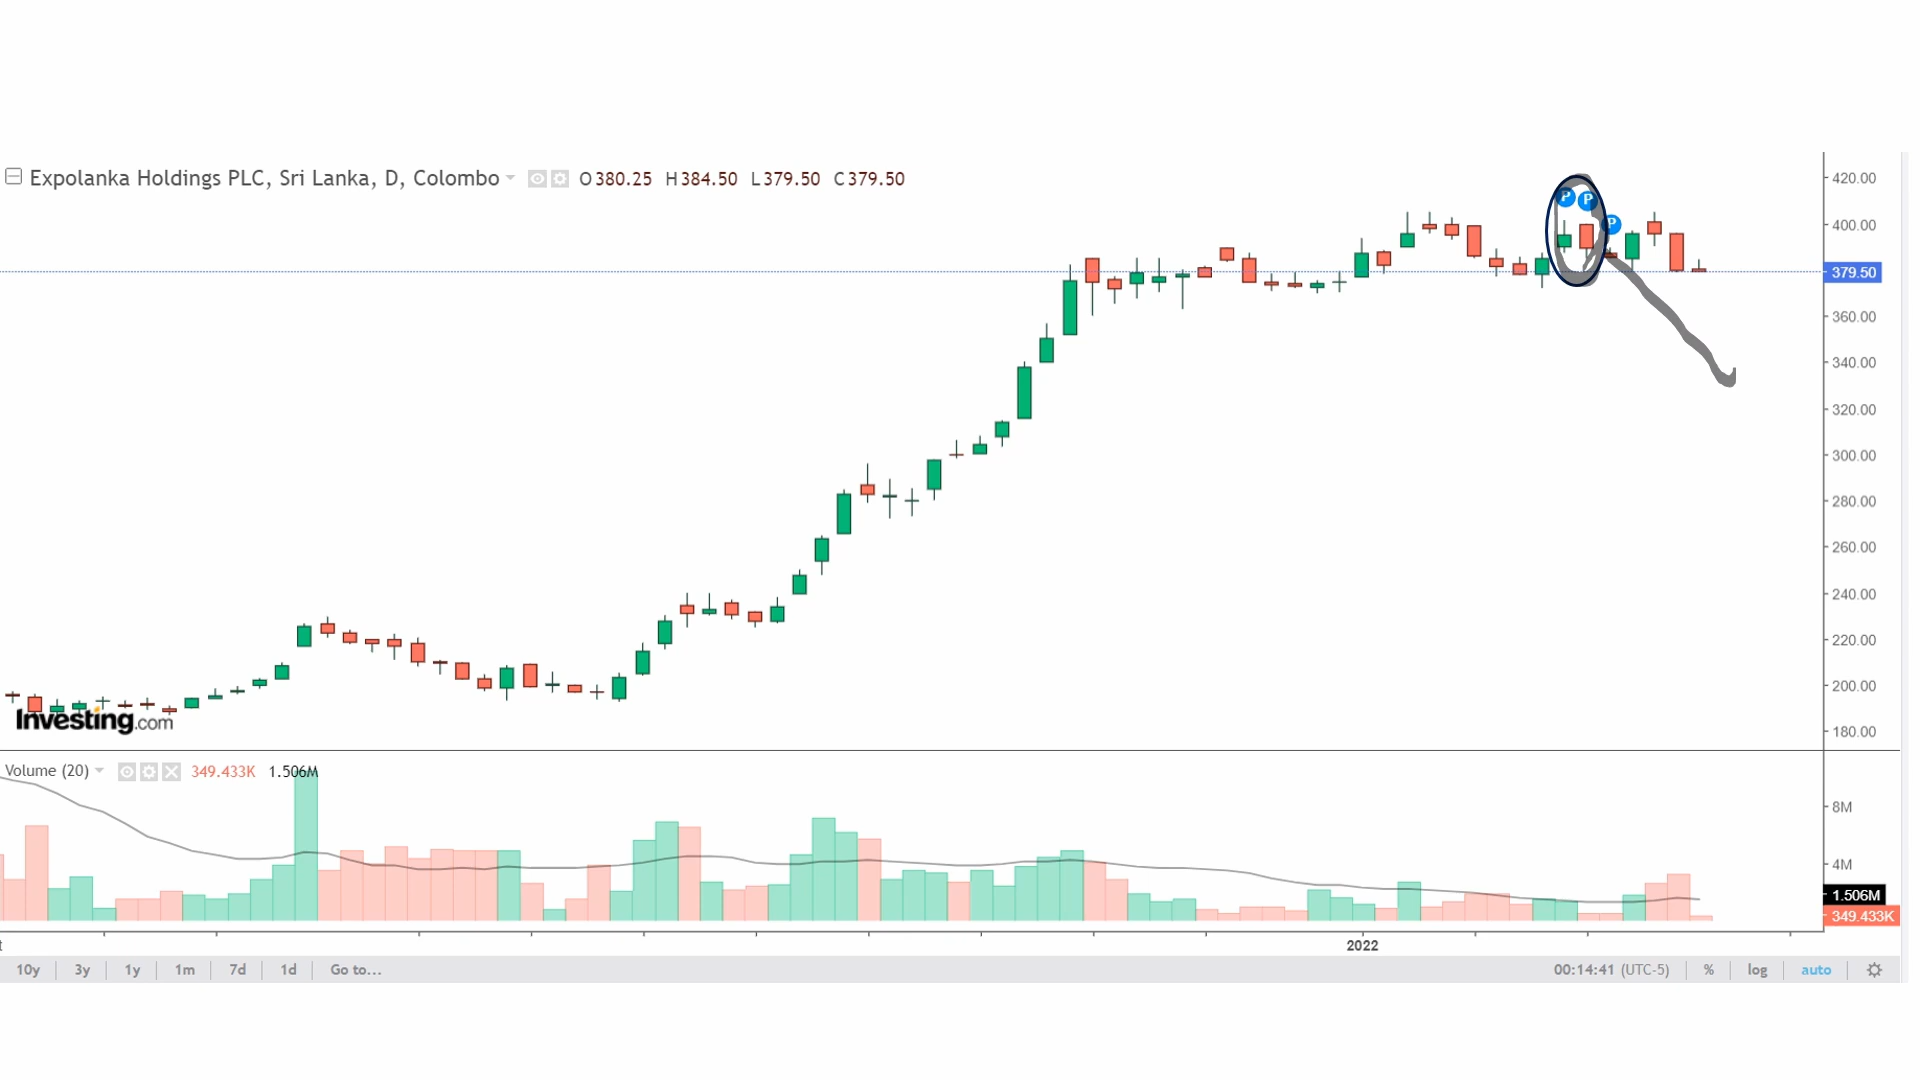 Expolanka Holdings PLC, Sri Lanka, D, Colombo O380.25 H384.50 L379.50 C379.50
420.00
P P
P
400.00
379.50
360.00
340.00
320.00
300.00
280.00
260.00
240.00
220.00
200.00
Investing.com
180.00
Volume (20) 349.433K 1.506M
8M
4M
1.506M
349.433K
t 2022
10y 3y 1y 1m 7d 1d Go to... 00:14:41 (UTC-5) % log auto